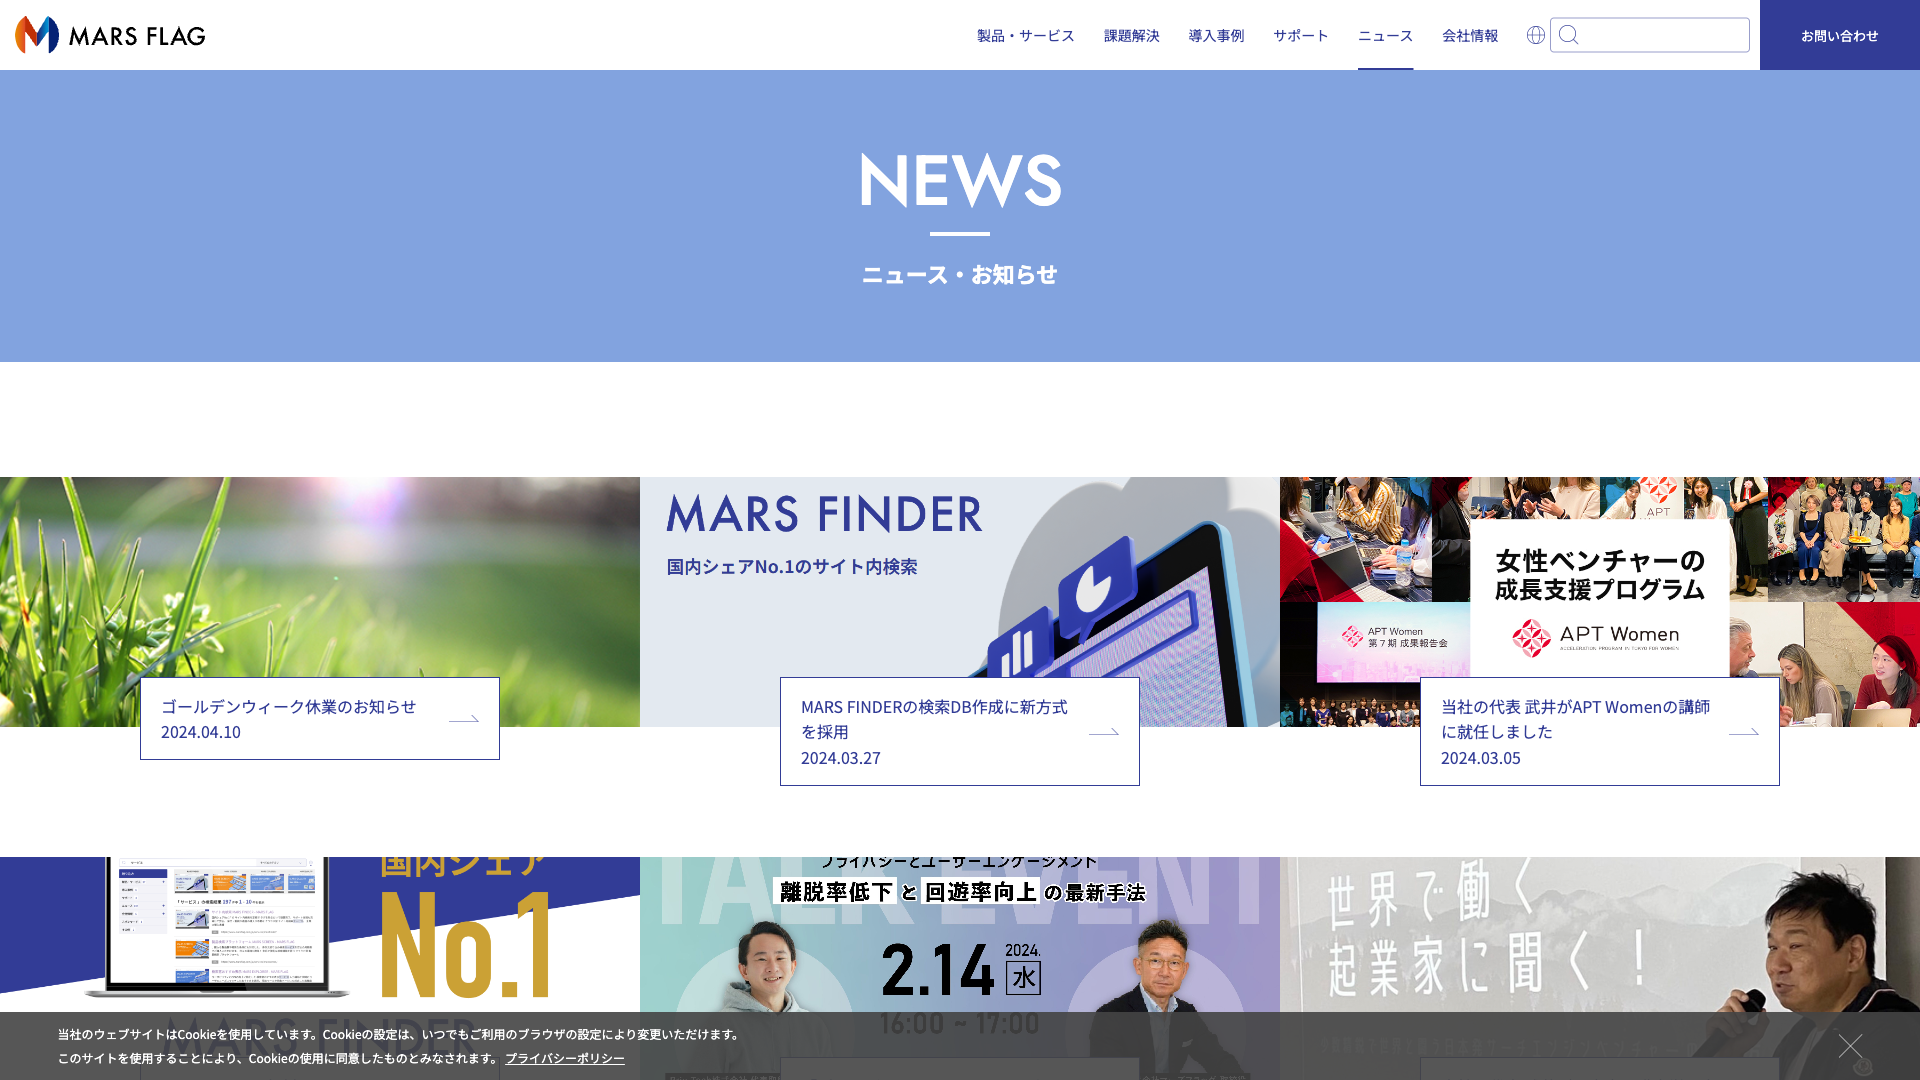 MARS FLAG
製品・サービス
課題解決
導入事例
サポート
ニュース
会社情報
お問い合わせ
NEWS
ニュース・お知らせ
MARS FINDER
国内シェアNo.1のサイト内検索
女性ベンチャーの
成長支援プログラム
APT Women
ACCELERATION PROGRAM IN TOKYO FOR WOMEN
APT
APT Women
第7期 成果報告会
ゴールデンウィーク休業のお知らせ
2024.04.10
MARS FINDERの検索DB作成に新方式
を採用
2024.03.27
当社の代表 武井がAPT Womenの講師
に就任しました
2024.03.05
国内シェア
No.1
TALK EVENT
プライバシーとユーザーエンゲージメント
離脱率低下 と 回遊率向上 の最新手法
2.14
2024.
水
16:00 ~ 17:00
世界で働く
起業家に聞く！
MARS FINDER
当社のウェブサイトはCookieを使用しています。Cookieの設定は、いつでもご利用のブラウザの設定により変更いただけます。
このサイトを使用することにより、Cookieの使用に同意したものとみなされます。 プライバシーポリシー